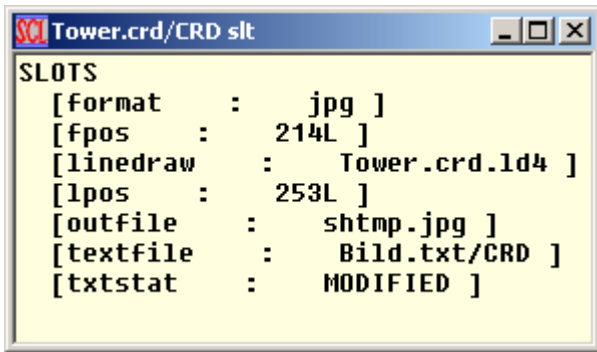 SCL Tower.crd/CRD slt
SLOTS
[format : jpg ]
[fpos : 214L ]
[linedraw : Tower.crd.ld4 ]
[lpos : 253L ]
[outfile : shtmp.jpg ]
[textfile : Bild.txt/CRD ]
[txtstat : MODIFIED ]